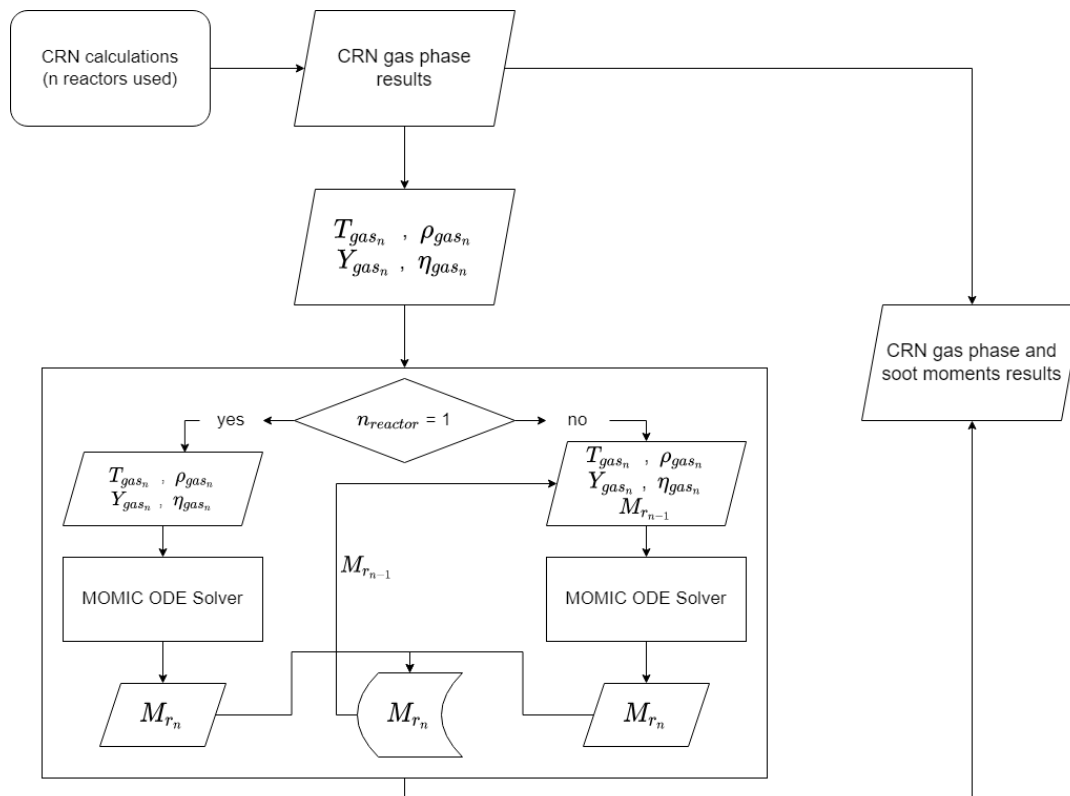 CRN calculations
(n reactors used)
CRN gas phase
results
T_{gas_n} , ρ_{gas_n}
Y_{gas_n} , η_{gas_n}
CRN gas phase and
soot moments results
yes
n_{reactor} = 1
no
T_{gas_n} , ρ_{gas_n}
Y_{gas_n} , η_{gas_n}
T_{gas_n} , ρ_{gas_n}
Y_{gas_n} , η_{gas_n}
M_{r_{n-1}}
M_{r_{n-1}}
MOMIC ODE Solver
MOMIC ODE Solver
M_{r_n}
M_{r_n}
M_{r_n}